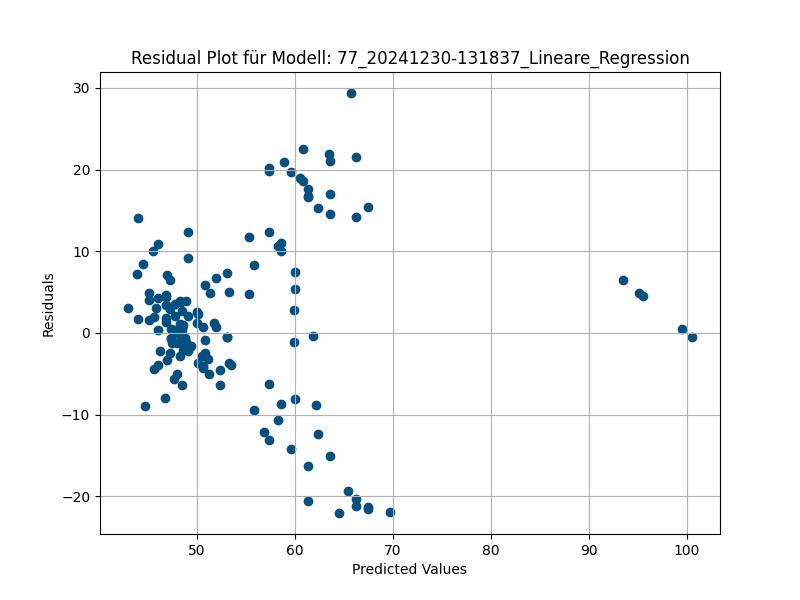 Residual Plot für Modell: 77_20241230-131837_Lineare_Regression
30
20
10
0
−10
−20
Residuals
50 60 70 80 90 100
Predicted Values